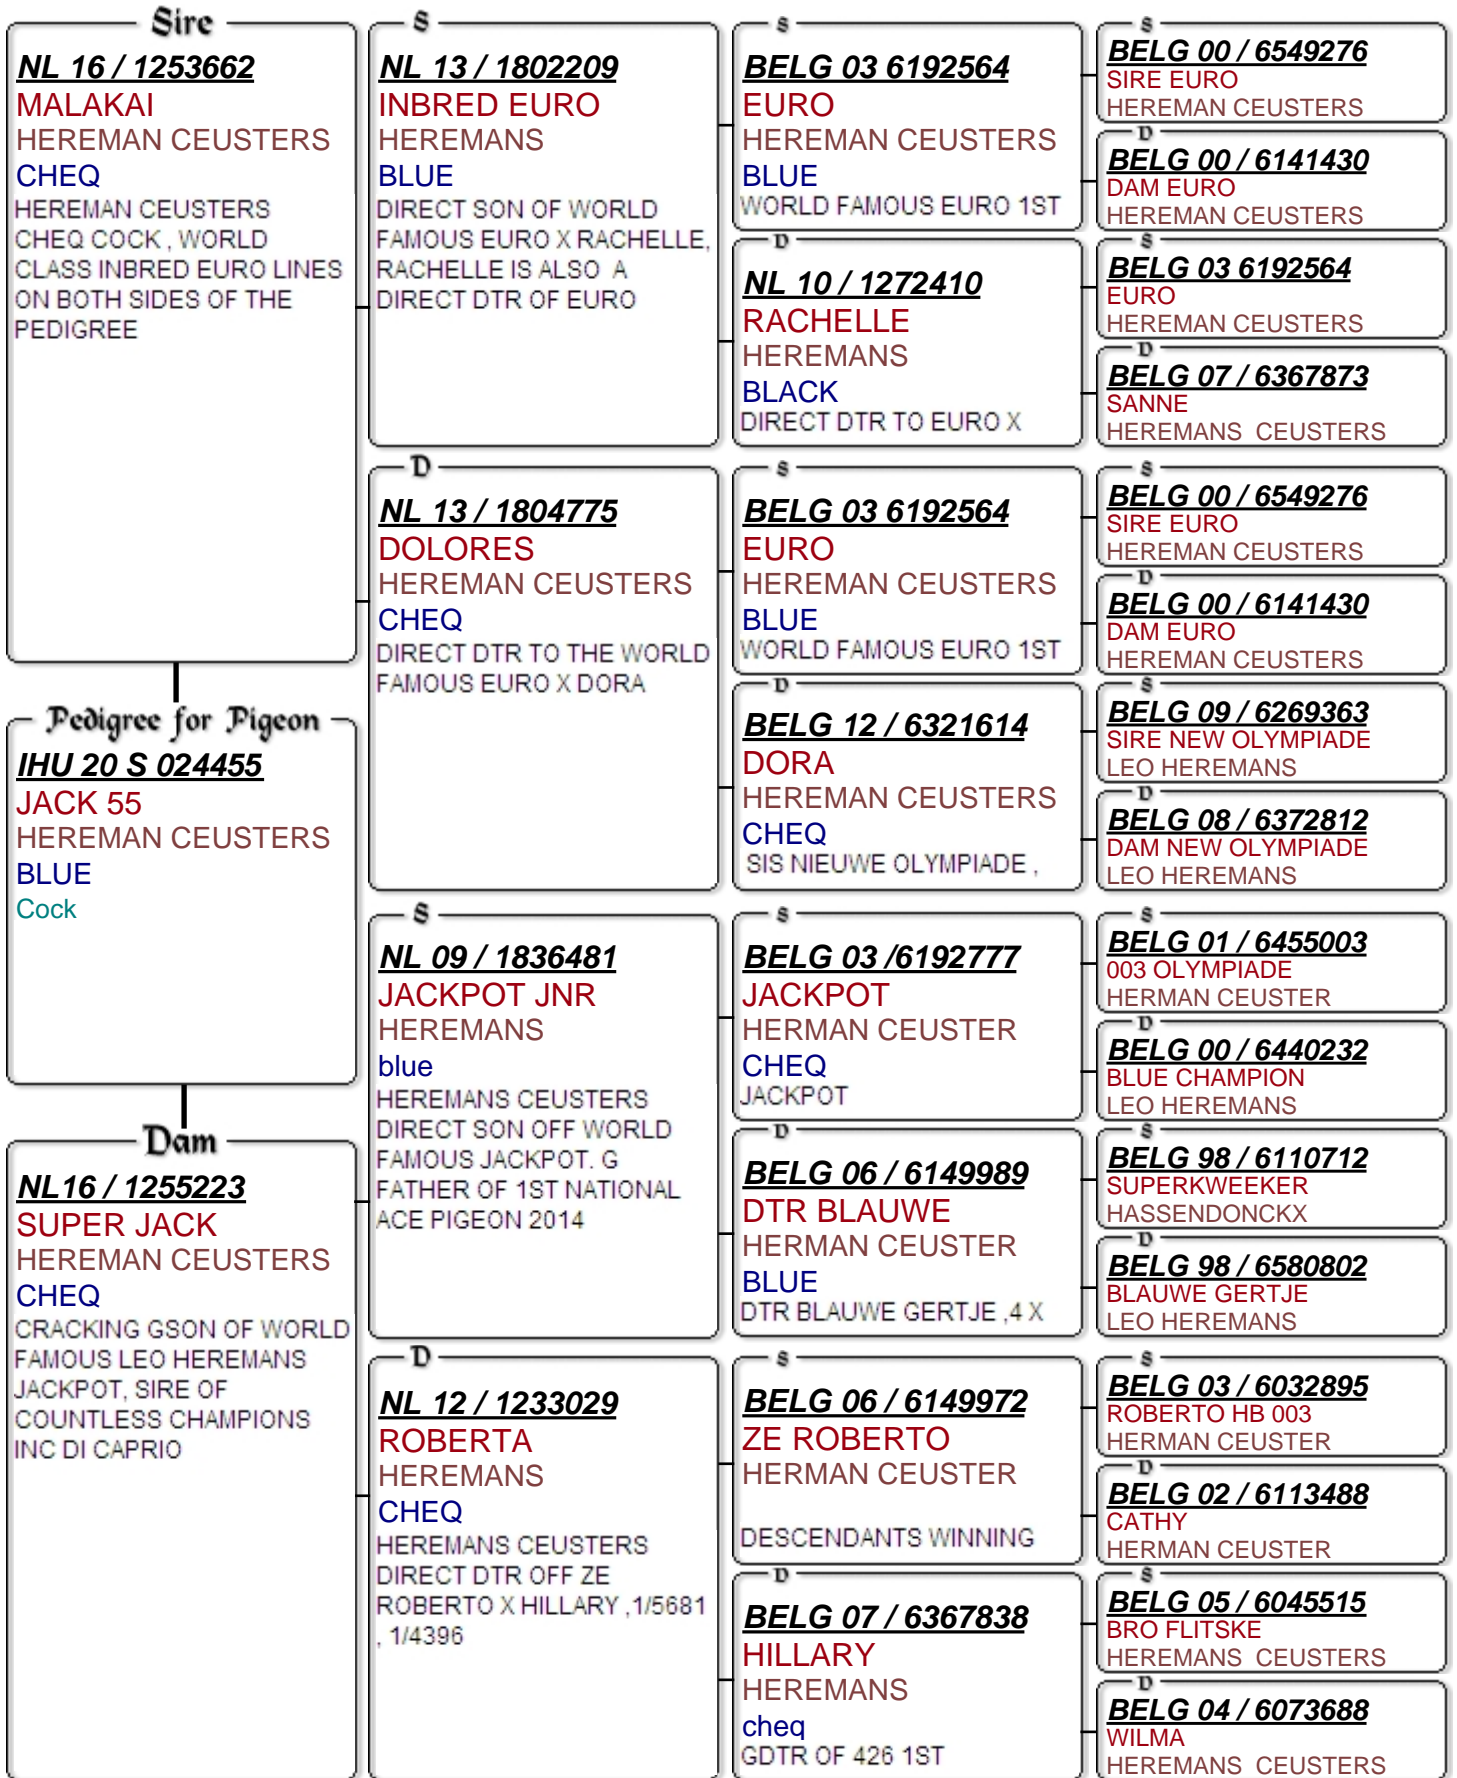 Sire
NL 16 / 1253662
MALAKAI
HEREMAN CEUSTERS
CHEQ
HEREMAN CEUSTERS
CHEQ COCK , WORLD
CLASS INBRED EURO LINES
ON BOTH SIDES OF THE
PEDIGREE
Pedigree for Pigeon
IHU 20 S 024455
JACK 55
HEREMAN CEUSTERS
BLUE
Cock
Dam
NL16 / 1255223
SUPER JACK
HEREMAN CEUSTERS
CHEQ
CRACKING GSON OF WORLD
FAMOUS LEO HEREMANS
JACKPOT, SIRE OF
COUNTLESS CHAMPIONS
INC DI CAPRIO
S
NL 13 / 1802209
INBRED EURO
HEREMANS
BLUE
DIRECT SON OF WORLD
FAMOUS EURO X RACHELLE,
RACHELLE IS ALSO A
DIRECT DTR OF EURO
D
NL 13 / 1804775
DOLORES
HEREMAN CEUSTERS
CHEQ
DIRECT DTR TO THE WORLD
FAMOUS EURO X DORA
S
NL 09 / 1836481
JACKPOT JNR
HEREMANS
blue
HEREMANS CEUSTERS
DIRECT SON OFF WORLD
FAMOUS JACKPOT. G
FATHER OF 1ST NATIONAL
ACE PIGEON 2014
D
NL 12 / 1233029
ROBERTA
HEREMANS
CHEQ
HEREMANS CEUSTERS
DIRECT DTR OFF ZE
ROBERTO X HILLARY ,1/5681
, 1/4396
S
BELG 03 6192564
EURO
HEREMAN CEUSTERS
BLUE
WORLD FAMOUS EURO 1ST
D
NL 10 / 1272410
RACHELLE
HEREMANS
BLACK
DIRECT DTR TO EURO X
S
BELG 03 6192564
EURO
HEREMAN CEUSTERS
BLUE
WORLD FAMOUS EURO 1ST
D
BELG 12 / 6321614
DORA
HEREMAN CEUSTERS
CHEQ
SIS NIEUWE OLYMPIADE ,
S
BELG 03 /6192777
JACKPOT
HERMAN CEUSTER
CHEQ
JACKPOT
D
BELG 06 / 6149989
DTR BLAUWE
HERMAN CEUSTER
BLUE
DTR BLAUWE GERTJE ,4 X
S
BELG 06 / 6149972
ZE ROBERTO
HERMAN CEUSTER
DESCENDANTS WINNING
D
BELG 07 / 6367838
HILLARY
HEREMANS
cheq
GDTR OF 426 1ST
S
BELG 00 / 6549276
SIRE EURO
HEREMAN CEUSTERS
D
BELG 00 / 6141430
DAM EURO
HEREMAN CEUSTERS
S
BELG 03 6192564
EURO
HEREMAN CEUSTERS
D
BELG 07 / 6367873
SANNE
HEREMANS  CEUSTERS
S
BELG 00 / 6549276
SIRE EURO
HEREMAN CEUSTERS
D
BELG 00 / 6141430
DAM EURO
HEREMAN CEUSTERS
S
BELG 09 / 6269363
SIRE NEW OLYMPIADE
LEO HEREMANS
D
BELG 08 / 6372812
DAM NEW OLYMPIADE
LEO HEREMANS
S
BELG 01 / 6455003
003 OLYMPIADE
HERMAN CEUSTER
D
BELG 00 / 6440232
BLUE CHAMPION
LEO HEREMANS
S
BELG 98 / 6110712
SUPERKWEEKER
HASSENDONCKX
D
BELG 98 / 6580802
BLAUWE GERTJE
LEO HEREMANS
S
BELG 03 / 6032895
ROBERTO HB 003
HERMAN CEUSTER
D
BELG 02 / 6113488
CATHY
HERMAN CEUSTER
S
BELG 05 / 6045515
BRO FLITSKE
HEREMANS  CEUSTERS
D
BELG 04 / 6073688
WILMA
HEREMANS  CEUSTERS